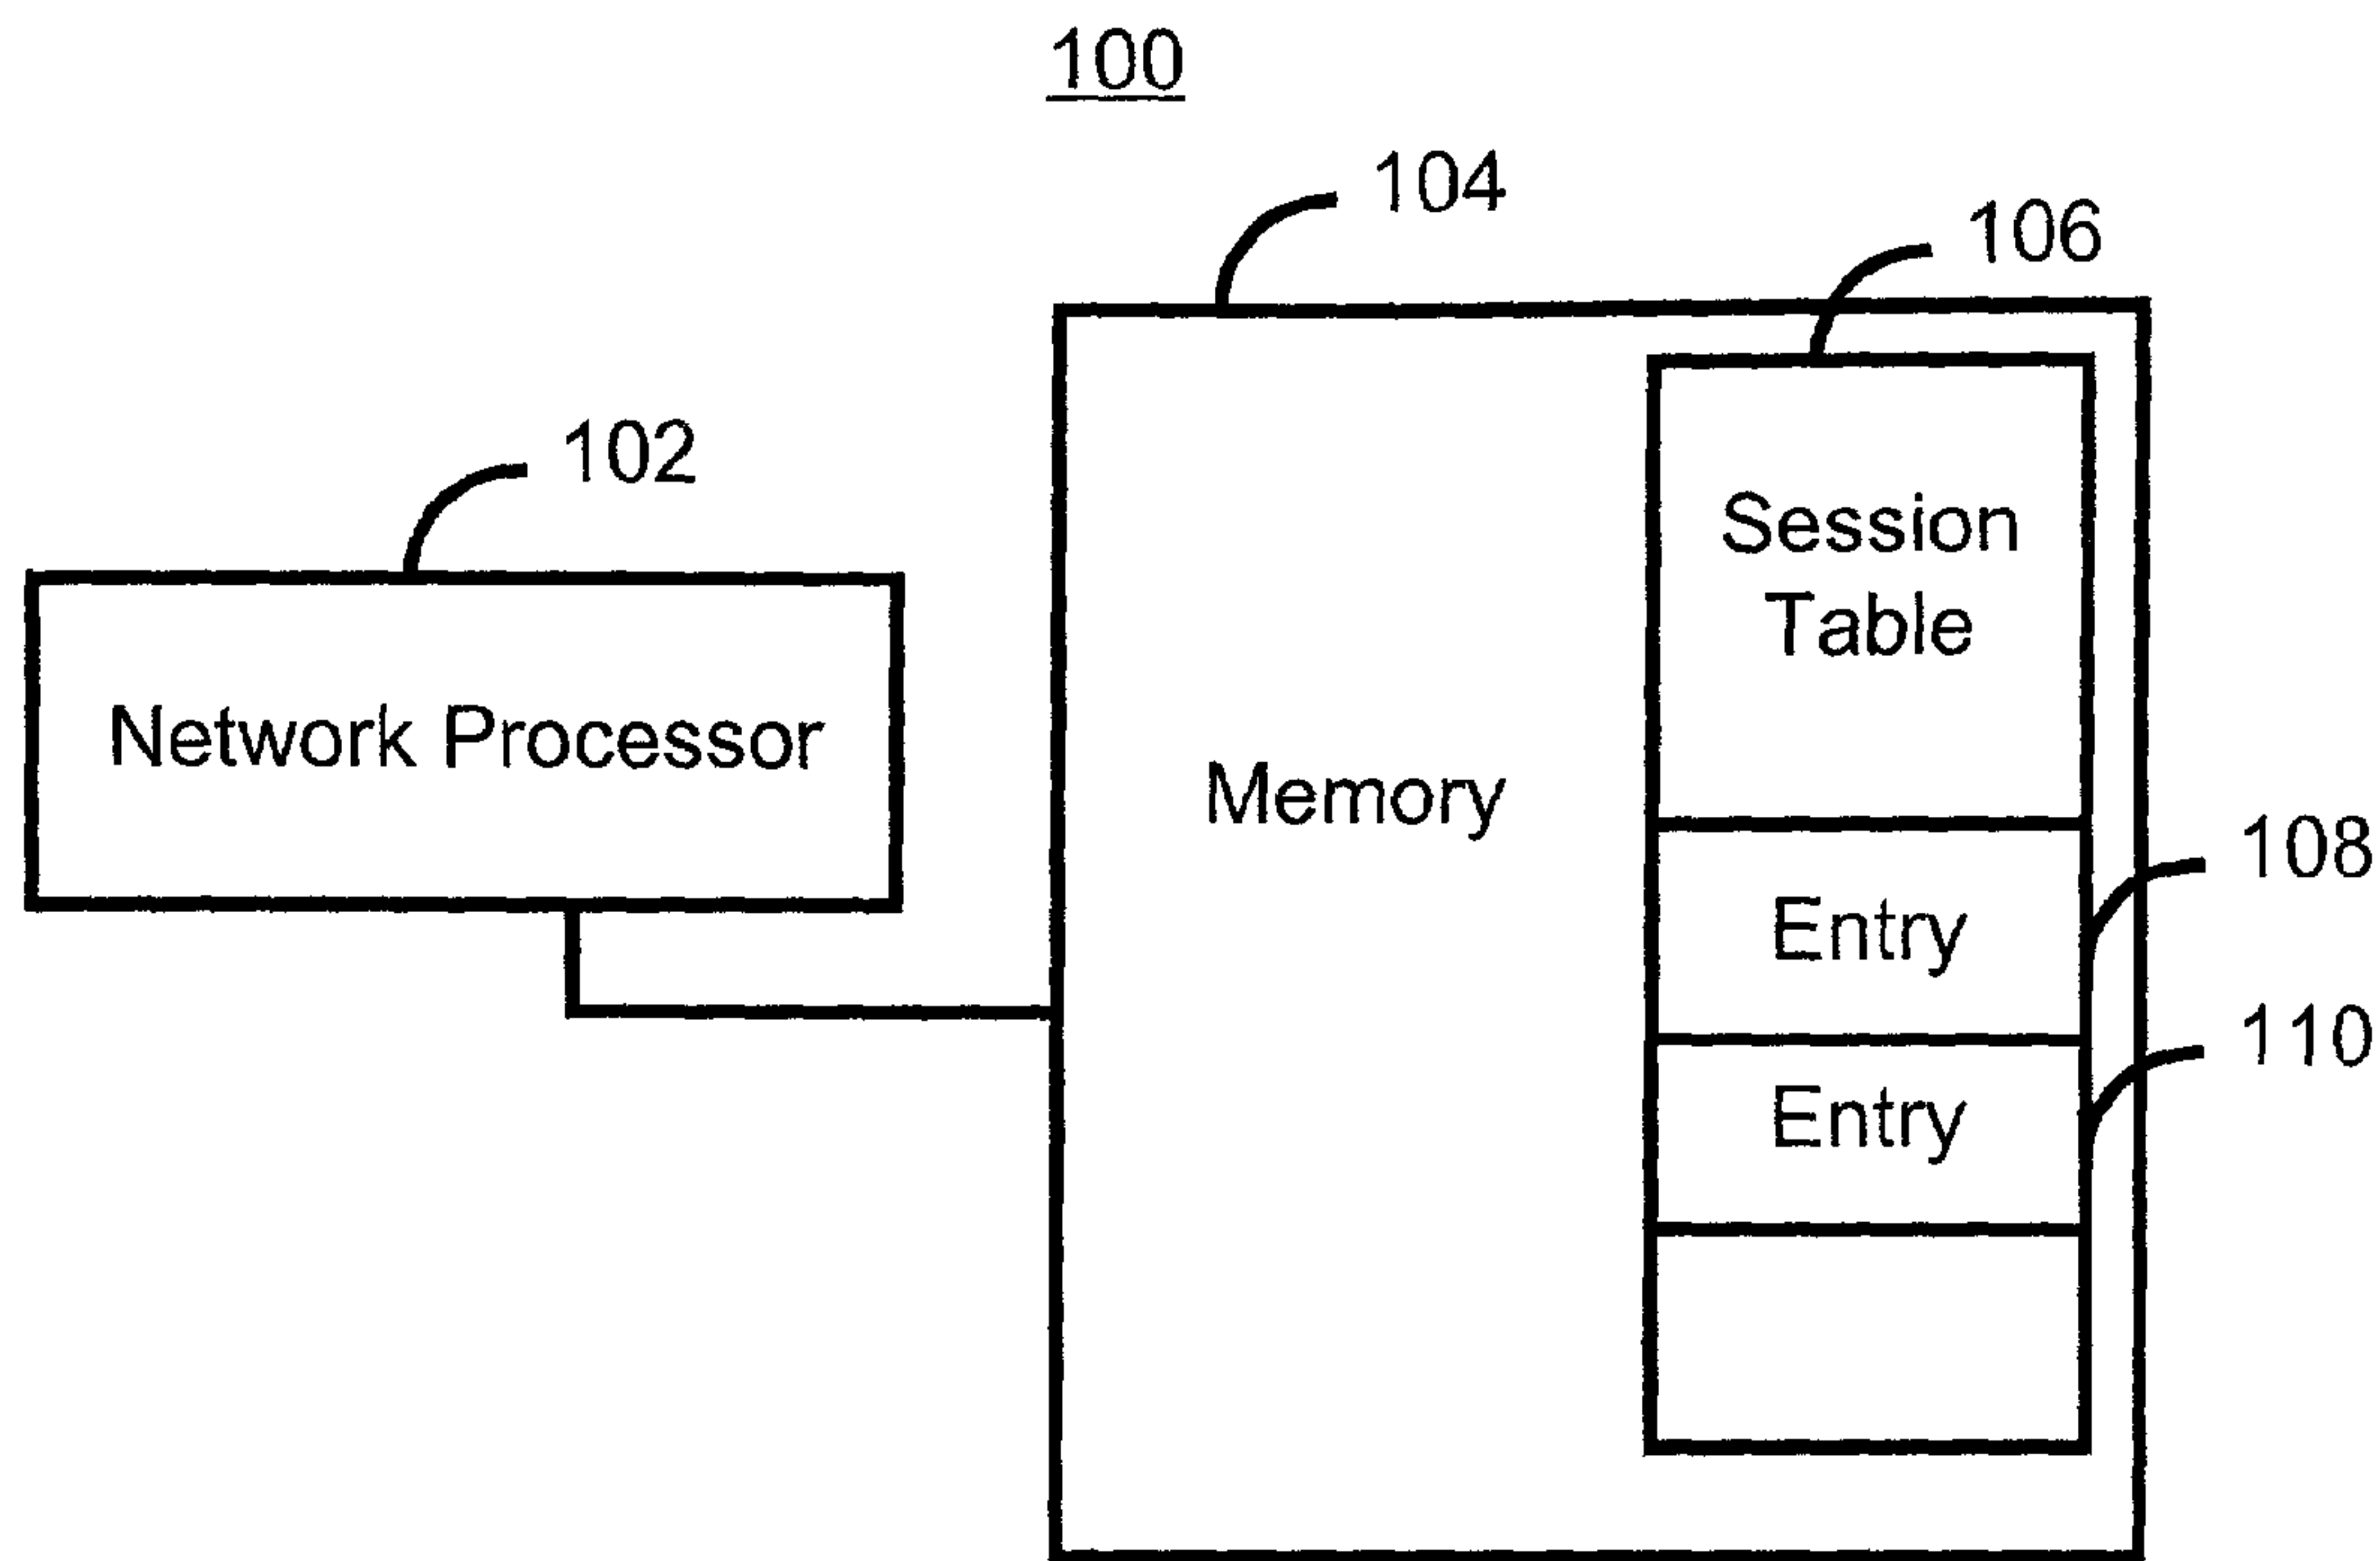 100
104
106
102
Session
Table
Network Processor
Memory
108
Entry
110
Entry